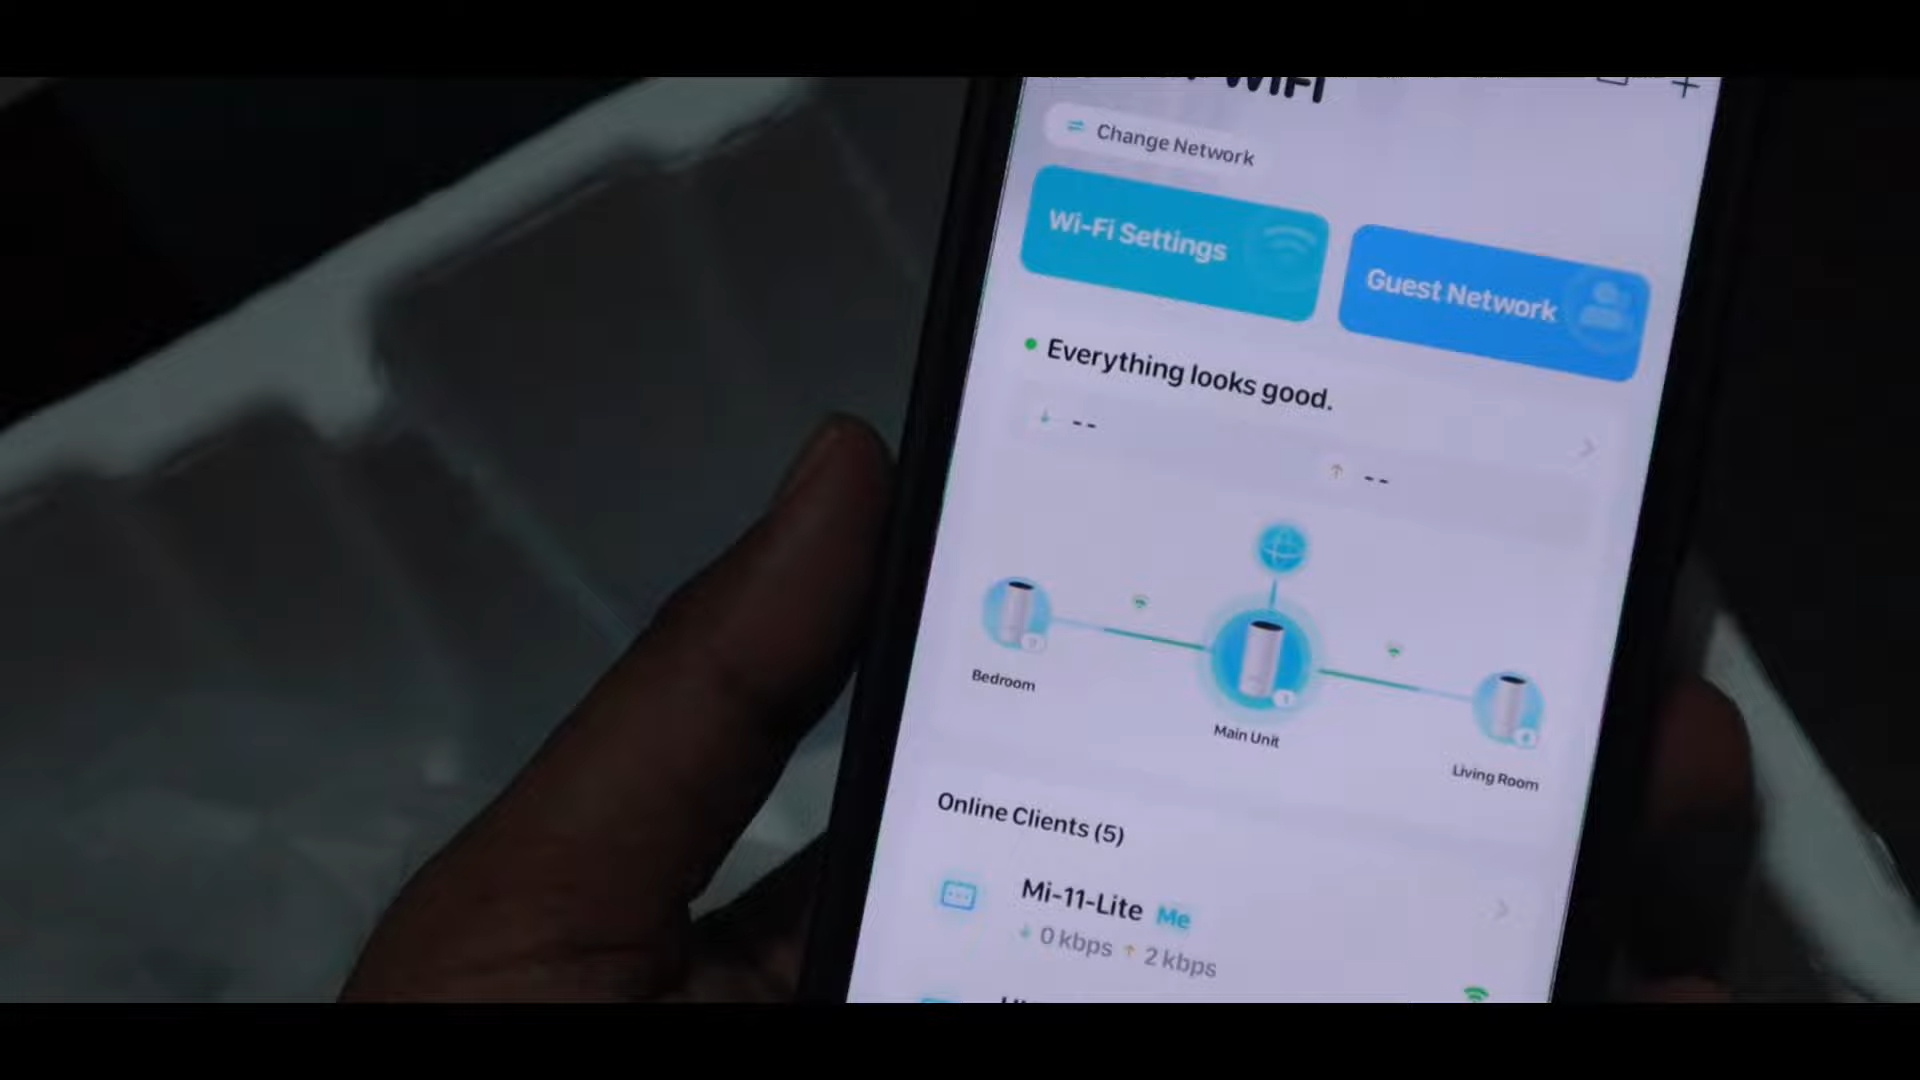 WiFi
Change Network
Wi-Fi Settings
Guest Network
Everything looks good.
--
--
Bedroom
Main Unit
Living Room
Online Clients (5)
Mi-11-Lite Me
0 kbps 2 kbps